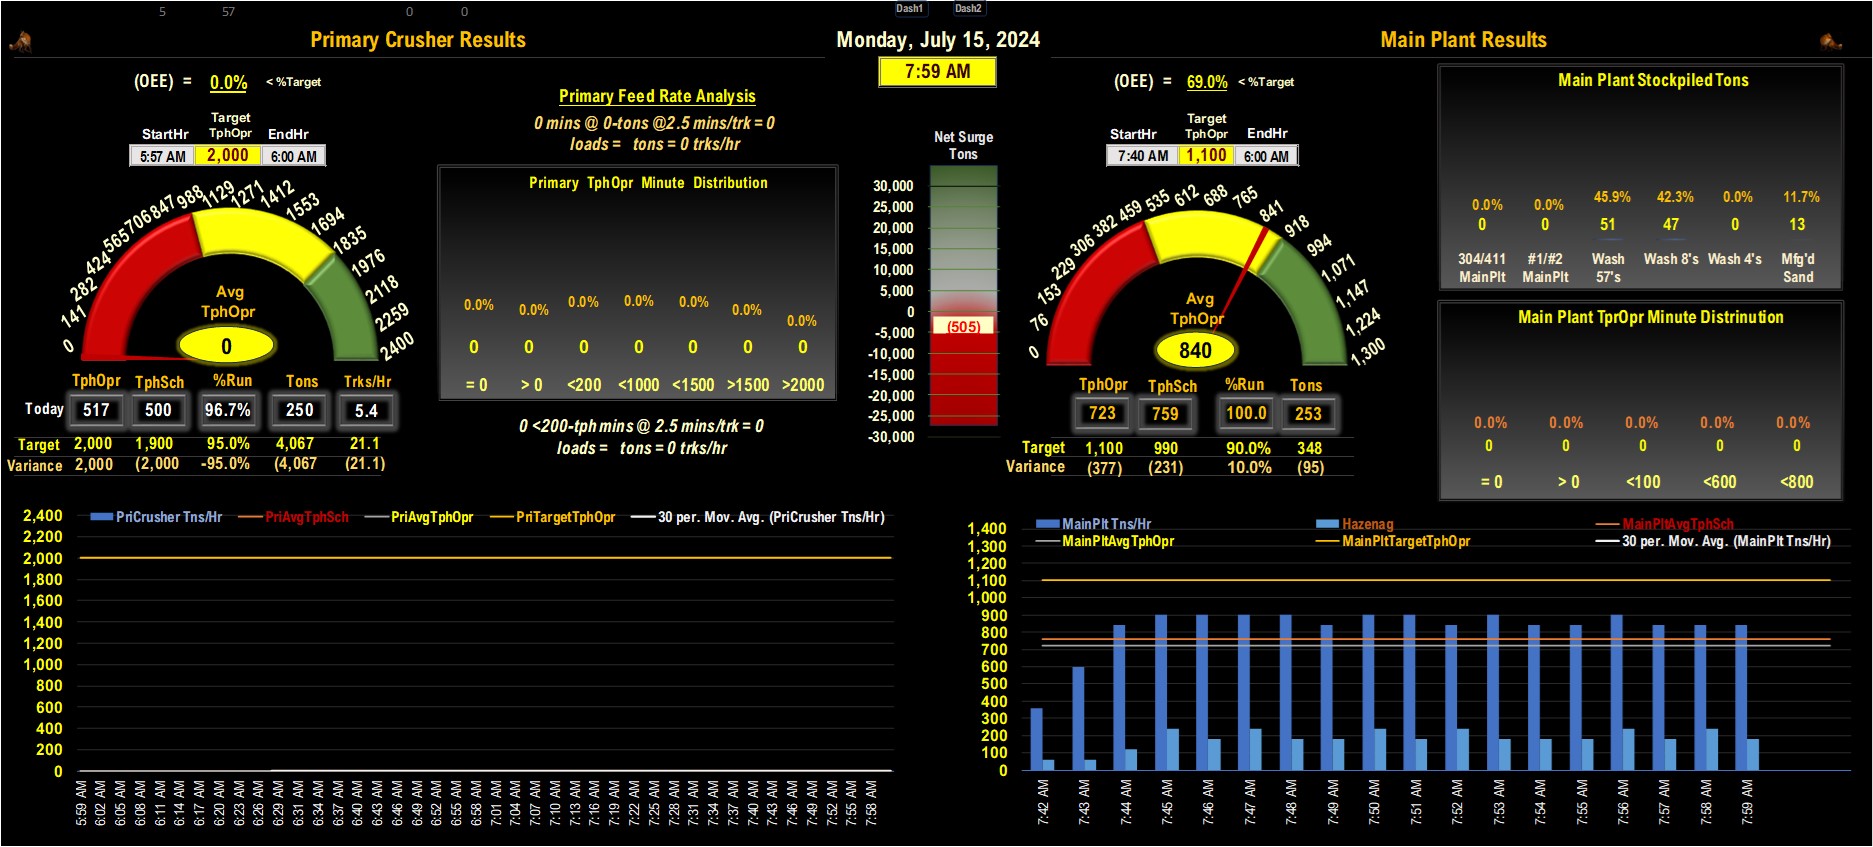 5 57 0 0 Dash1 Dash2
Primary Crusher Results
Monday, July 15, 2024
Main Plant Results
7:59 AM
(OEE) = 0.0% < %Target
Target
StartHr TphOpr EndHr
5:57 AM 2,000 6:00 AM
0 141 282 424 565 706 847 988 1129 1271 1412 1553 1694 1835 1976 2118 2259 2400
Avg
TphOpr
0
TphOpr TphSch %Run Tons Trks/Hr
Today 517 500 96.7% 250 5.4
Target 2,000 1,900 95.0% 4,067 21.1
Variance 2,000 (2,000 -95.0% (4,067 (21.1)
Primary Feed Rate Analysis
0 mins @ 0-tons @2.5 mins/trk = 0
loads = tons = 0 trks/hr
Primary TphOpr Minute Distribution
0.0% 0.0% 0.0% 0.0% 0.0% 0.0% 0.0%
0 0 0 0 0 0 0
= 0 > 0 <200 <1000 <1500 >1500 >2000
0 <200-tph mins @ 2.5 mins/trk = 0
loads = tons = 0 trks/hr
Net Surge
Tons
30,000
25,000
20,000
15,000
10,000
5,000
0
-5,000
-10,000
-15,000
-20,000
-25,000
-30,000
(505)
(OEE) = 69.0% < %Target
Target
StartHr TphOpr EndHr
7:40 AM 1,100 6:00 AM
0 76 153 229 306 382 459 535 612 688 765 841 918 994 1,071 1,147 1,224 1,300
Avg
TphOpr
840
TphOpr TphSch %Run Tons
723 759 100.0 253
Target 1,100 990 90.0% 348
Variance (377) (231) 10.0% (95)
Main Plant Stockpiled Tons
0.0% 0.0% 45.9% 42.3% 0.0% 11.7%
0 0 51 47 0 13
304/411 #1/#2 Wash Wash 8's Wash 4's Mfg'd
MainPlt MainPlt 57's Sand
Main Plant TprOpr Minute Distrinution
0.0% 0.0% 0.0% 0.0% 0.0% 0.0%
0 0 0 0 0
= 0 > 0 <100 <600 <800
PriCrusher Tns/Hr PriAvgTphSch PriAvgTphOpr PriTargetTphOpr 30 per. Mov. Avg. (PriCrusher Tns/Hr)
2,400
2,200
2,000
1,800
1,600
1,400
1,200
1,000
800
600
400
200
0
5:59 AM 6:02 AM 6:05 AM 6:08 AM 6:11 AM 6:14 AM 6:17 AM 6:20 AM 6:23 AM 6:26 AM 6:29 AM 6:31 AM 6:34 AM 6:37 AM 6:40 AM 6:43 AM 6:46 AM 6:49 AM 6:52 AM 6:55 AM 6:58 AM 7:01 AM 7:04 AM 7:07 AM 7:10 AM 7:13 AM 7:16 AM 7:19 AM 7:22 AM 7:25 AM 7:28 AM 7:31 AM 7:34 AM 7:37 AM 7:40 AM 7:43 AM 7:46 AM 7:49 AM 7:52 AM 7:55 AM 7:58 AM
MainPlt Tns/Hr Hazenag MainPltAvgTphSch
MainPltAvgTphOpr MainPltTargetTphOpr 30 per. Mov. Avg. (MainPlt Tns/Hr)
1,400
1,300
1,200
1,100
1,000
900
800
700
600
500
400
300
200
100
0
7:42 AM 7:43 AM 7:44 AM 7:45 AM 7:46 AM 7:47 AM 7:48 AM 7:49 AM 7:50 AM 7:51 AM 7:52 AM 7:53 AM 7:54 AM 7:55 AM 7:56 AM 7:57 AM 7:58 AM 7:59 AM